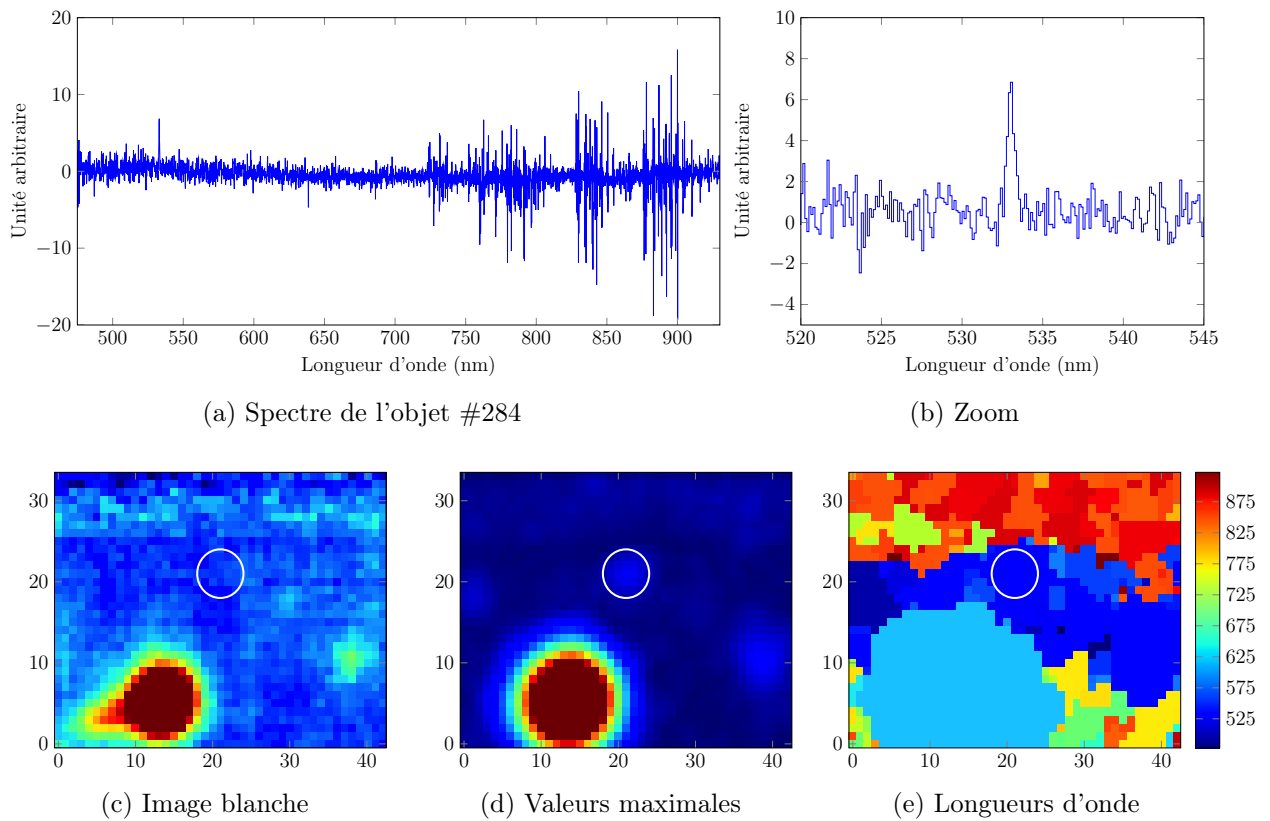 20
10
0
−10
−20
Unité arbitraire
500 550 600 650 700 750 800 850 900
Longueur d'onde (nm)
(a) Spectre de l'objet #284
10
8
6
4
2
0
−2
−4
Unité arbitraire
520 525 530 535 540 545
Longueur d'onde (nm)
(b) Zoom
30
20
10
0
0 10 20 30 40
(c) Image blanche
30
20
10
0
0 10 20 30 40
(d) Valeurs maximales
30
20
10
0
0 10 20 30 40
875
825
775
725
675
625
575
525
(e) Longueurs d'onde